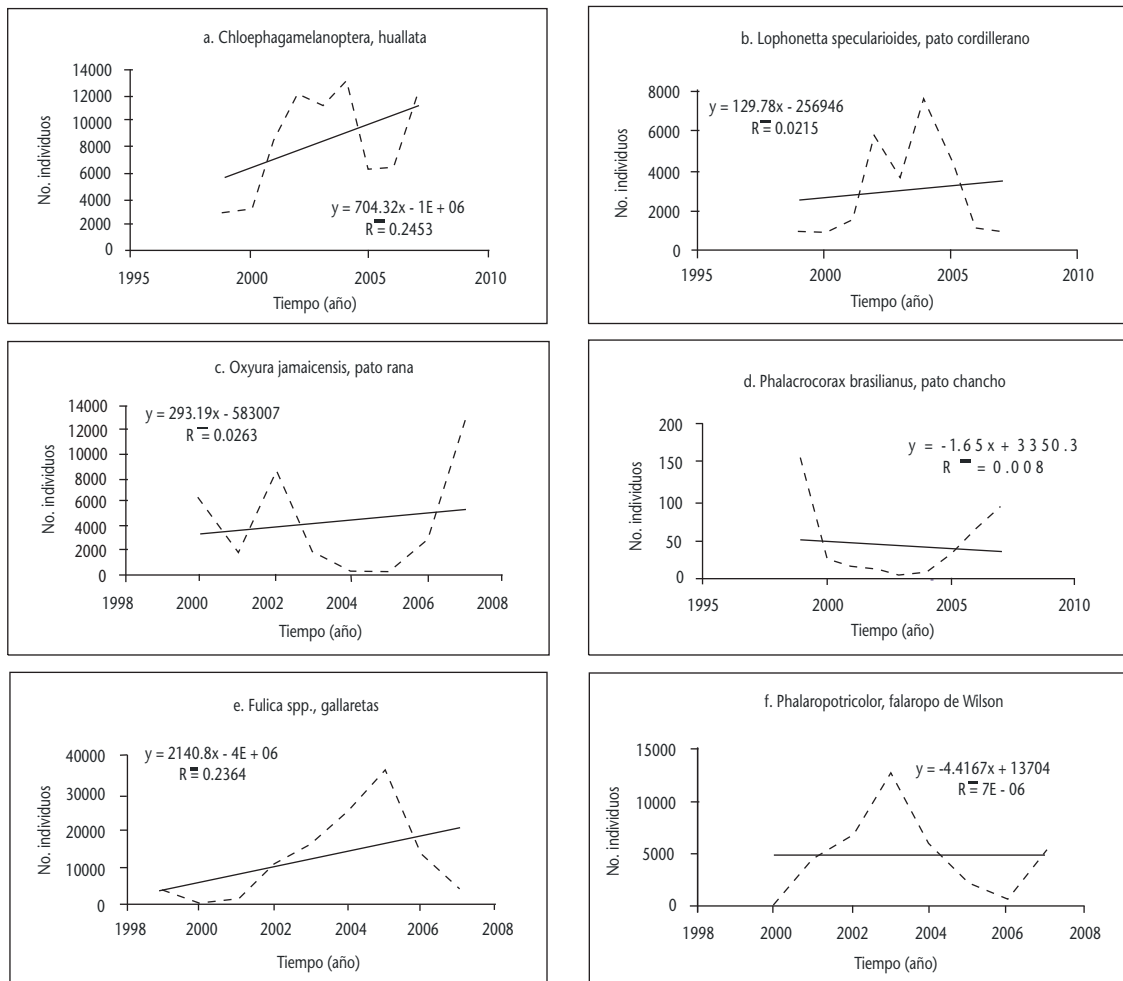 a. Chloephagamelanoptera, huallata
No. individuos
14000
12000
10000
8000
6000
4000
2000
0
y = 704.32x - 1E + 06
R = 0.2453
1995 2000 2005 2010
Tiempo (año)
b. Lophonetta specularioides, pato cordillerano
No. individuos
8000
6000
4000
2000
0
y = 129.78x - 256946
R = 0.0215
1995 2000 2005 2010
Tiempo (año)
c. Oxyura jamaicensis, pato rana
No. individuos
14000
12000
10000
8000
6000
4000
2000
0
y = 293.19x - 583007
R = 0.0263
1998 2000 2002 2004 2006 2008
Tiempo (año)
d. Phalacrocorax brasilianus, pato chancho
No. individuos
200
150
100
50
0
y = -1.65x + 3350.3
R = 0.008
1995 2000 2005 2010
Tiempo (año)
e. Fulica spp., gallaretas
No. individuos
40000
30000
20000
10000
0
y = 2140.8x - 4E + 06
R = 0.2364
1998 2000 2002 2004 2006 2008
Tiempo (año)
f. Phalaropotricolor, falaropo de Wilson
No. individuos
15000
10000
5000
0
y = -4.4167x + 13704
R = 7E - 06
1998 2000 2002 2004 2006 2008
Tiempo (año)